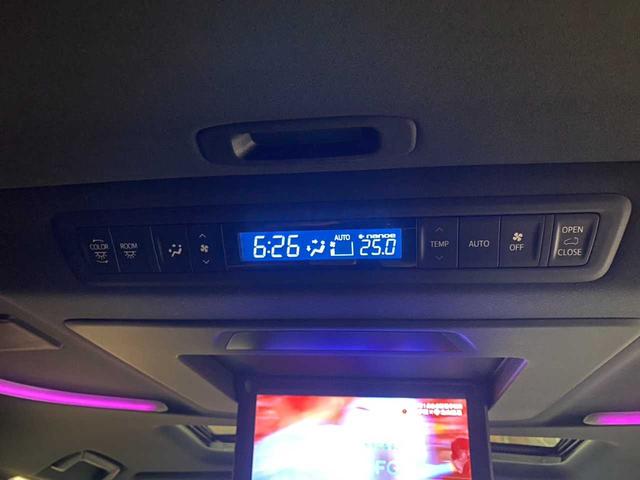 COLOR
ROOM
6:26
AUTO
nanoe
25.0
TEMP
AUTO
OFF
OPEN
CLOSE